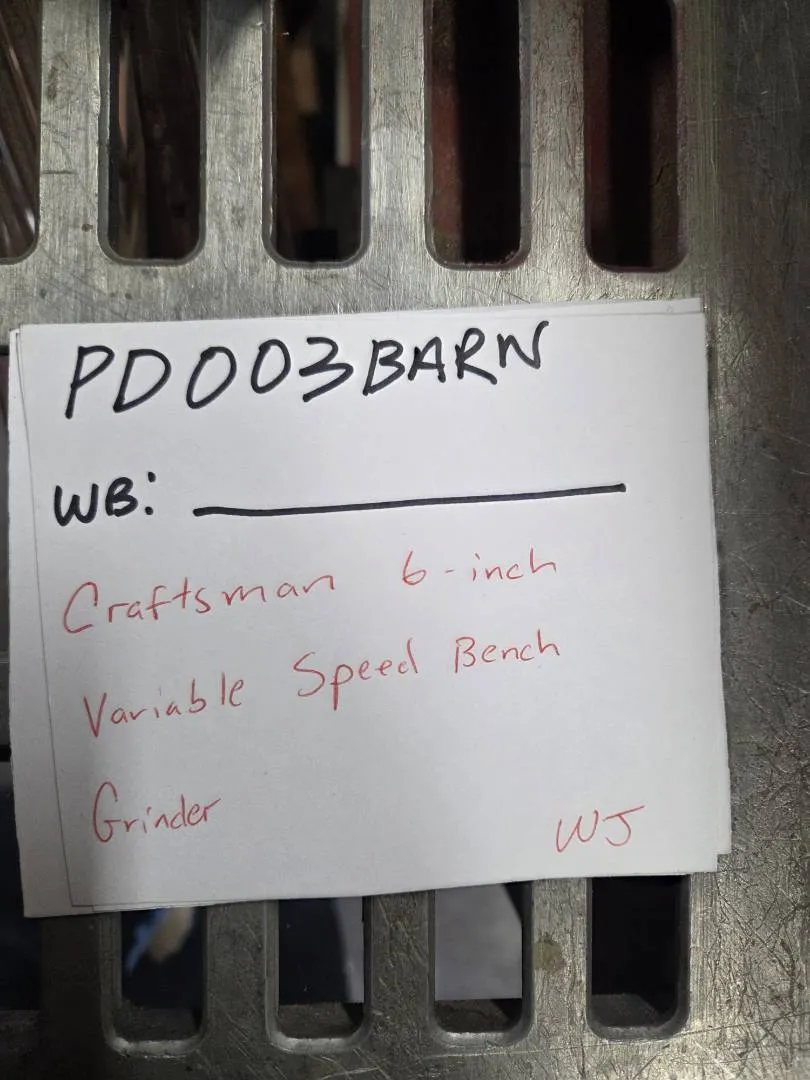 PD003BARN
WB:
Craftsman 6-inch
Variable Speed Bench
Grinder WJ